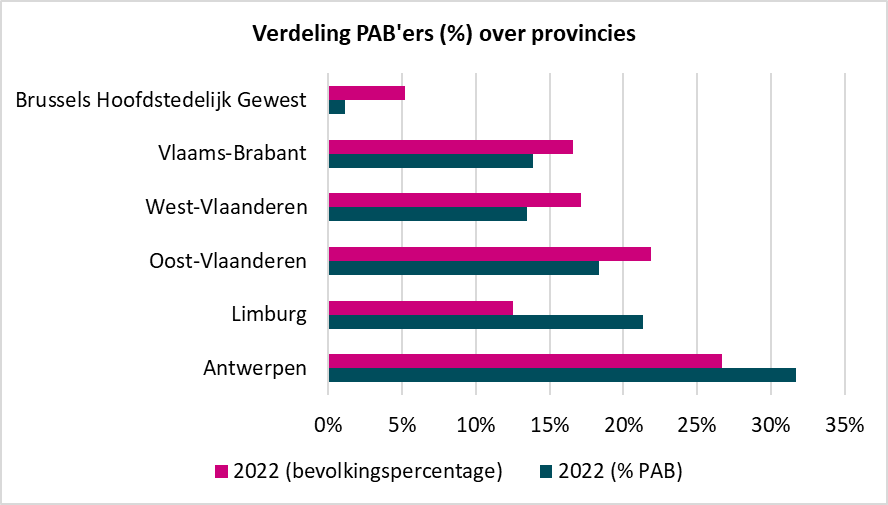 Verdeling PAB'ers (%) over provincies
Brussels Hoofdstedelijk Gewest
Vlaams-Brabant
West-Vlaanderen
Oost-Vlaanderen
Limburg
Antwerpen
0% 5% 10% 15% 20% 25% 30% 35%
2022 (bevolkingspercentage) 2022 (% PAB)